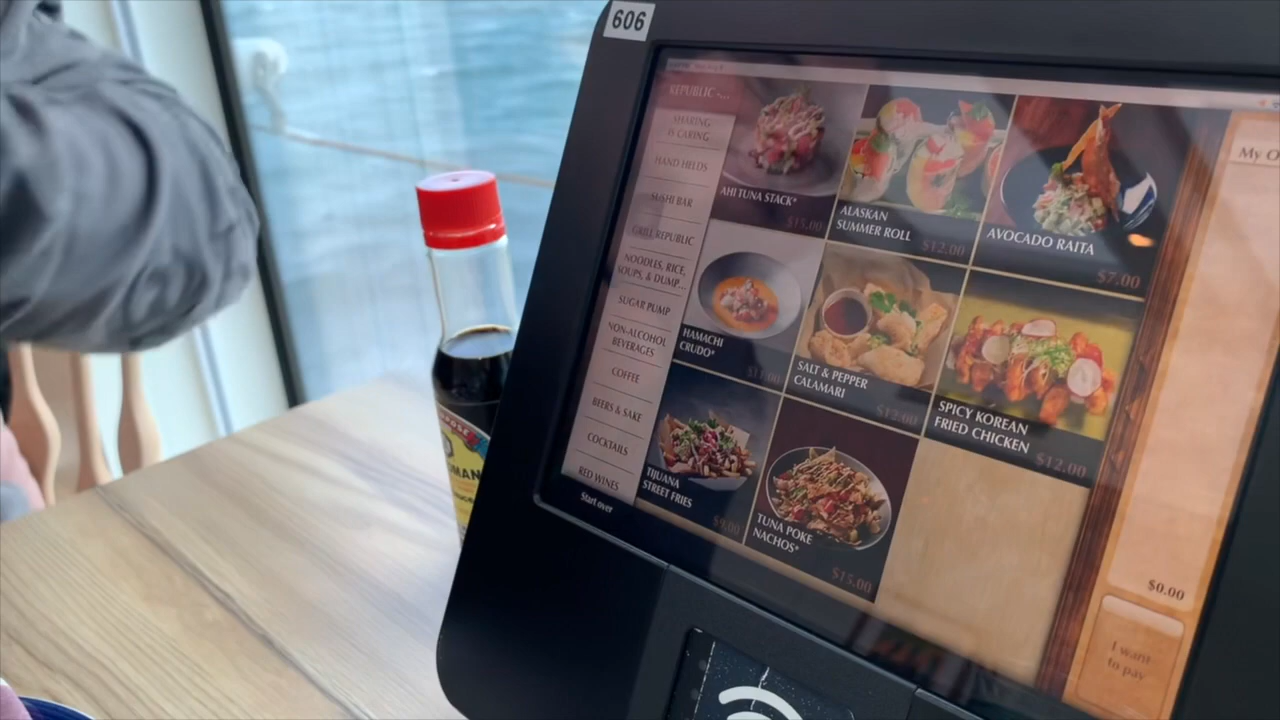 606
REPUBLIC -...
SHARING
IS CARING
HAND HELDS
SUSHI BAR
GRILL REPUBLIC
NOODLES, RICE,
SOUPS, & DUMP...
SUGAR PUMP
NON-ALCOHOL
BEVERAGES
COFFEE
BEERS & SAKE
COCKTAILS
RED WINES
Start over
AHI TUNA STACK*
$15.00
ALASKAN
SUMMER ROLL
$12.00
AVOCADO RAITA
$7.00
HAMACHI
CRUDO*
$11.00
SALT & PEPPER
CALAMARI
$12.00
SPICY KOREAN
FRIED CHICKEN
$12.00
TIJUANA
STREET FRIES
$9.00
TUNA POKE
NACHOS*
$15.00
My O
$0.00
I want
to pay